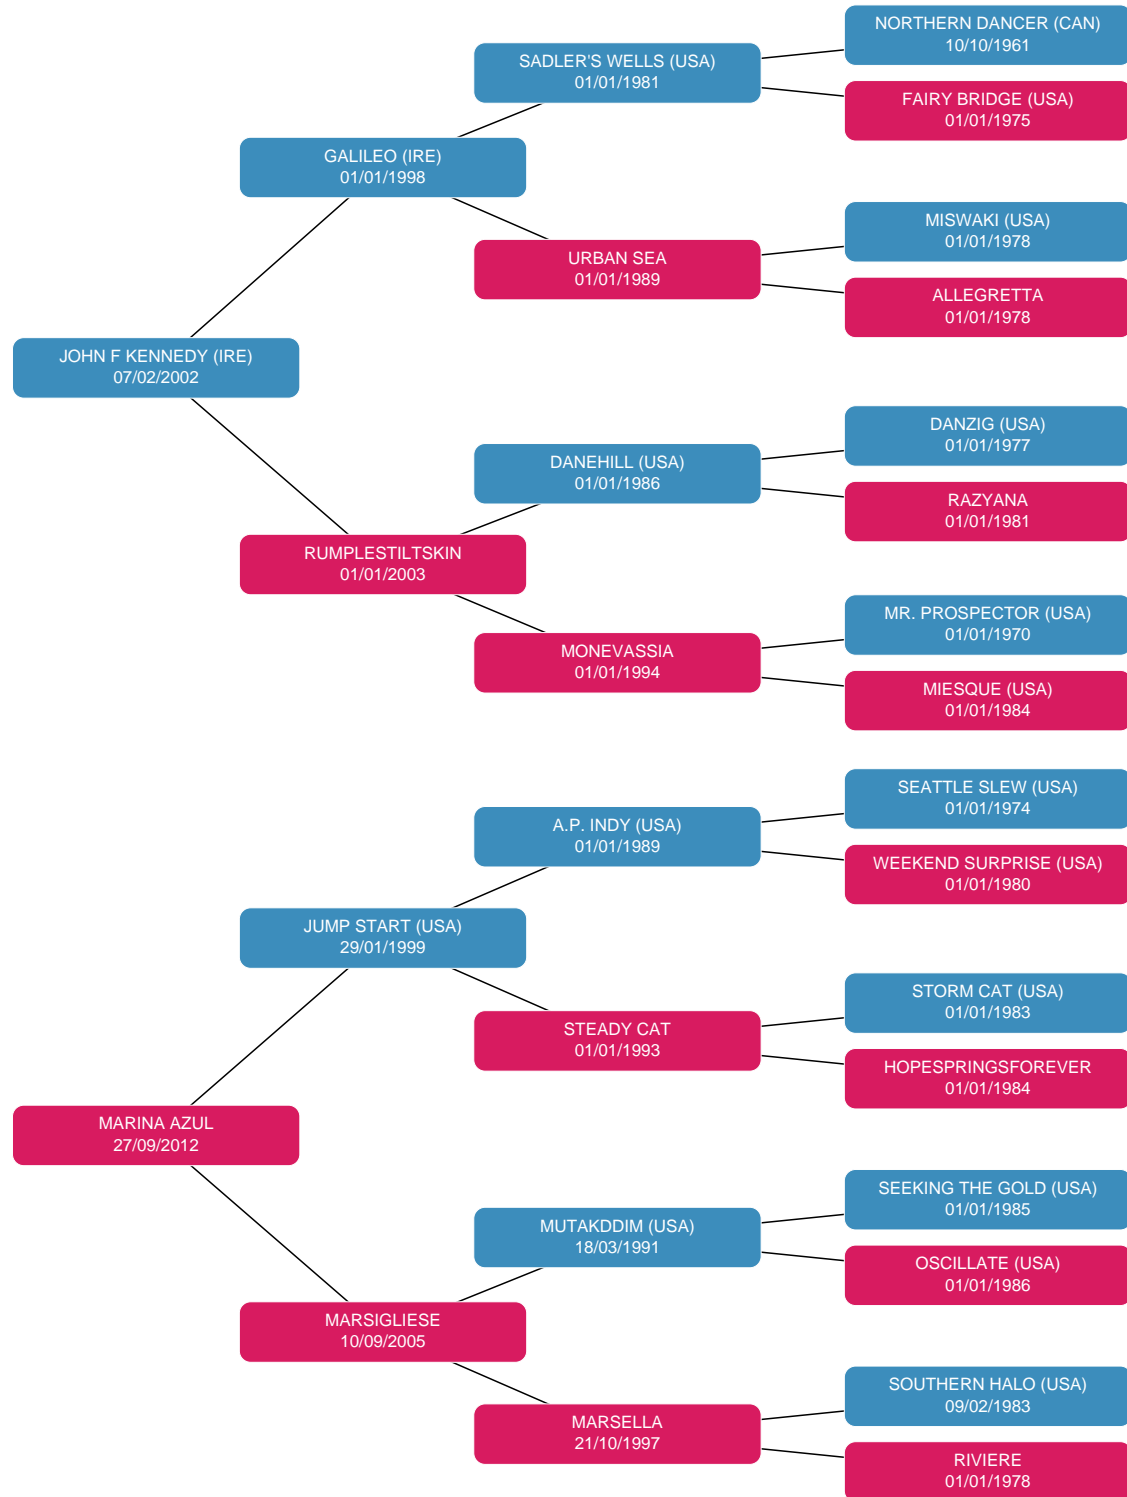 NORTHERN DANCER (CAN)
10/10/1961
SADLER'S WELLS (USA)
01/01/1981
FAIRY BRIDGE (USA)
01/01/1975
GALILEO (IRE)
01/01/1998
MISWAKI (USA)
01/01/1978
URBAN SEA
01/01/1989
ALLEGRETTA
01/01/1978
JOHN F KENNEDY (IRE)
07/02/2002
DANZIG (USA)
01/01/1977
DANEHILL (USA)
01/01/1986
RAZYANA
01/01/1981
RUMPLESTILTSKIN
01/01/2003
MR. PROSPECTOR (USA)
01/01/1970
MONEVASSIA
01/01/1994
MIESQUE (USA)
01/01/1984
SEATTLE SLEW (USA)
01/01/1974
A.P. INDY (USA)
01/01/1989
WEEKEND SURPRISE (USA)
01/01/1980
JUMP START (USA)
29/01/1999
STORM CAT (USA)
01/01/1983
STEADY CAT
01/01/1993
HOPESPRINGSFOREVER
01/01/1984
MARINA AZUL
27/09/2012
SEEKING THE GOLD (USA)
01/01/1985
MUTAKDDIM (USA)
18/03/1991
OSCILLATE (USA)
01/01/1986
MARSIGLIESE
10/09/2005
SOUTHERN HALO (USA)
09/02/1983
MARSELLA
21/10/1997
RIVIERE
01/01/1978